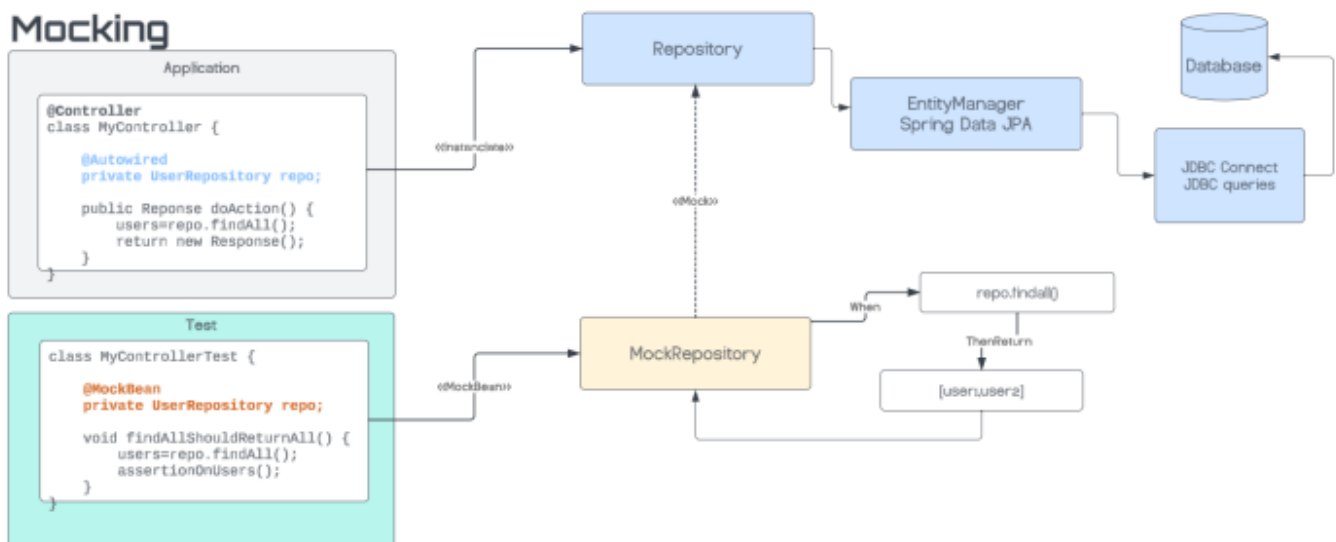 Mocking
Application
@Controller
class MyController {
@Autowired
private UserRepository repo;
public Reponse doAction() {
users=repo.findAll();
return new Response();
}
}
Test
class MyControllerTest {
@MockBean
private UserRepository repo;
void findAllShouldReturnAll() {
users=repo.findAll();
assertionOnUsers();
}
}
<<Instanciate>>
Repository
EntityManager
Spring Data JPA
Database
JDBC Connect
JDBC queries
<<Mock>>
<<MockBean>>
MockRepository
When
repo.findall()
ThenReturn
[user1,user2]